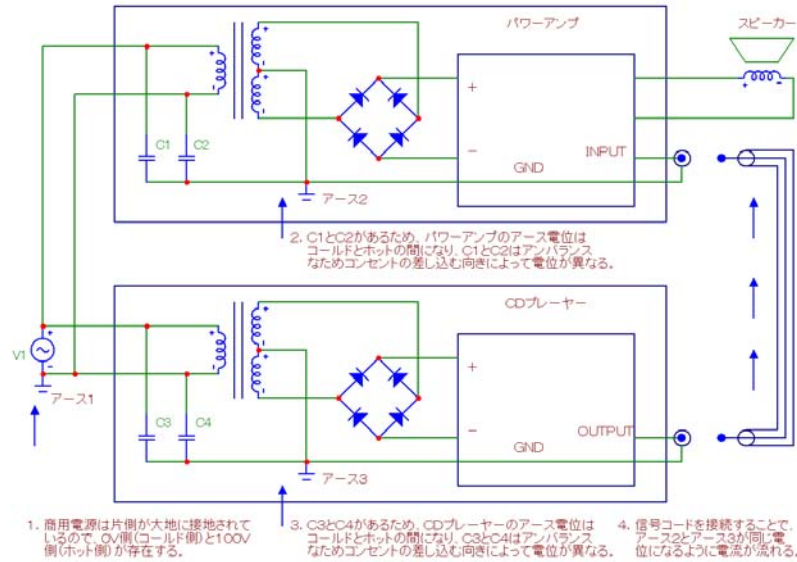 パワーアンプ
スピーカー
+
-
+
-
+
-
+
-
C1
C2
INPUT
GND
アース2
2. C1とC2があるため、パワーアンプのアース電位は
コールドとホットの間になり、C1とC2はアンバランス
なためコンセントの差し込む向きによって電位が異なる。
CDプレーヤー
+
-
+
-
+
-
V1
+
-
アース1
C3
C4
OUTPUT
GND
アース3
1. 商用電源は片側が大地に接地されて
いるので、0V側(コールド側)と100V
側(ホット側)が存在する。
3. C3とC4があるため、CDプレーヤーのアース電位は
コールドとホットの間になり、C3とC4はアンバランス
なためコンセントの差し込む向きによって電位が異なる。
4. 信号コードを接続することで、
アース2とアース3が同じ電
位になるように電流が流れる。